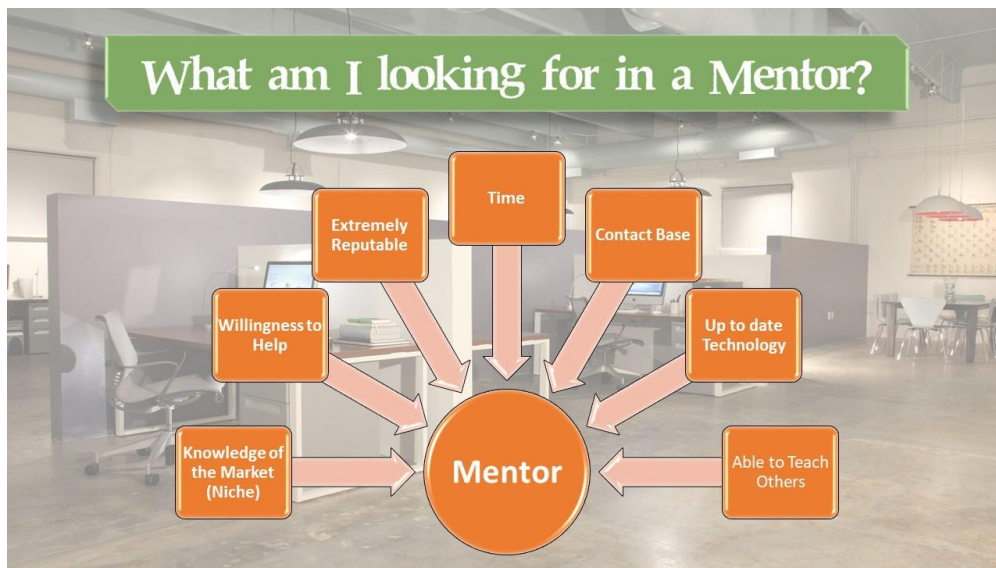 What am I looking for in a Mentor?
Time
Extremely
Reputable
Contact Base
Willingness to
Help
Up to date
Technology
Knowledge of
the Market
(Niche)
Able to Teach
Others
Mentor